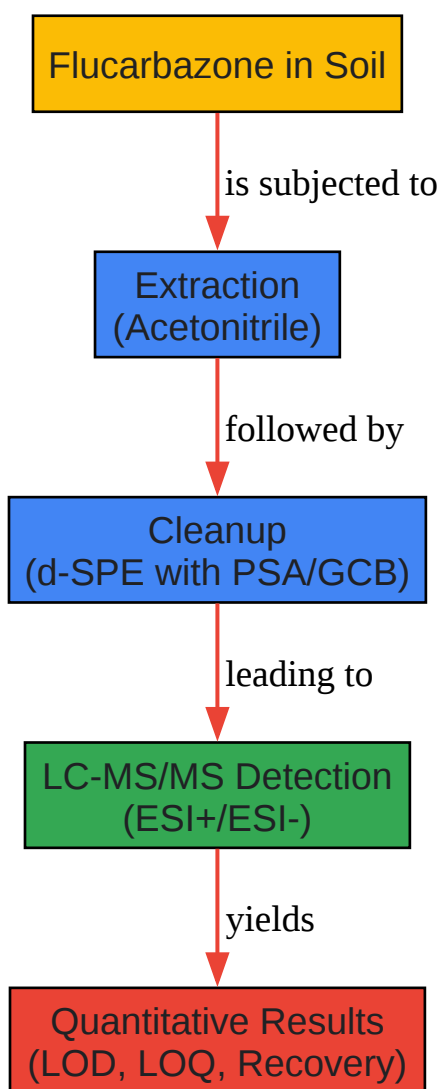 Flucarbazone in Soil
is subjected to
Extraction
(Acetonitrile)
followed by
Cleanup
(d-SPE with PSA/GCB)
leading to
LC-MS/MS Detection
(ESI+/ESI-)
yields
Quantitative Results
(LOD, LOQ, Recovery)